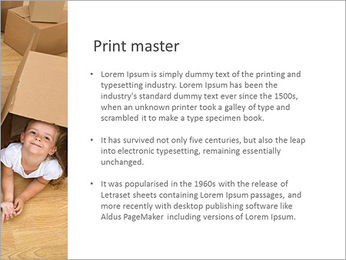 Print master
• Lorem Ipsum is simply dummy text of the printing and
typesetting industry. Lorem Ipsum has been the
industry's standard dummy text ever since the 1500s,
when an unknown printer took a galley of type and
scrambled it to make a type specimen book.
• It has survived not only five centuries, but also the leap
into electronic typesetting, remaining essentially
unchanged.
• It was popularised in the 1960s with the release of
Letraset sheets containing Lorem Ipsum passages, and
more recently with desktop publishing software like
Aldus PageMaker including versions of Lorem Ipsum.